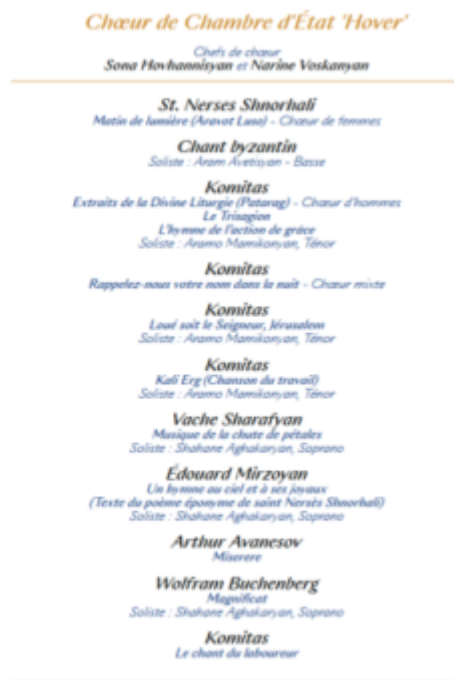 Chœur de Chambre d'État 'Hover'
Chefs de chœur
Sona Hovhannisyan et Narine Voskanyan
St. Nerses Shnorhali
Matin de lumière (Aravot Luso) - Chœur de femmes
Chant byzantin
Soliste : Aram Avetisyan - Basse
Komitas
Extraits de la Divine Liturgie (Patarag) - Chœur d'hommes
Le Trisagion
L'hymne de l'action de grâce
Soliste : Aramo Mamikonyan, Ténor
Komitas
Rappelez-nous votre nom dans la nuit - Chœur mixte
Komitas
Loué soit le Seigneur, Jérusalem
Soliste : Aramo Mamikonyan, Ténor
Komitas
Kali Erg (Chanson du travail)
Soliste : Aramo Mamikonyan, Ténor
Vache Sharafyan
Musique de la chute de pétales
Soliste : Shahane Aghakaryan, Soprano
Édouard Mirzoyan
Un hymne au ciel et à ses joyaux
(Texte du poème éponyme de saint Nersès Shnorhali)
Soliste : Shahane Aghakaryan, Soprano
Arthur Avanesov
Miserere
Wolfram Buchenberg
Magnificat
Soliste : Shahane Aghakaryan, Soprano
Komitas
Le chant du laboureur